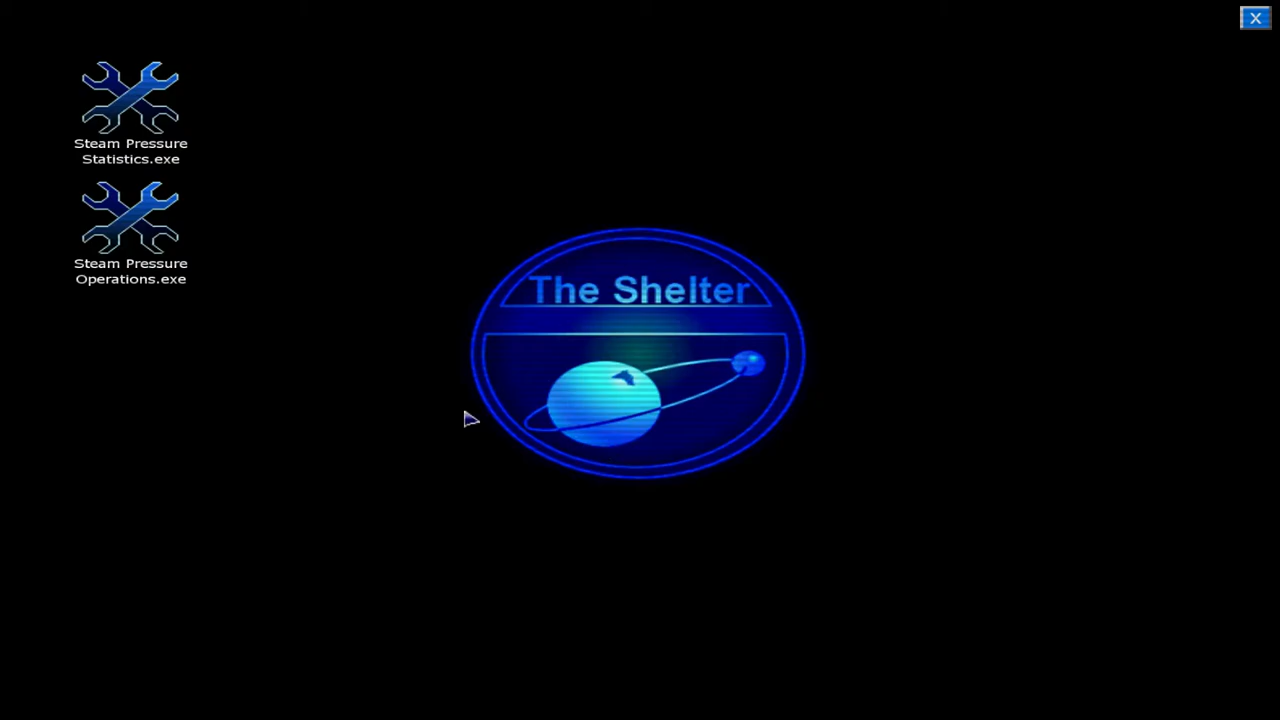 X
Steam Pressure
Statistics.exe
Steam Pressure
Operations.exe
The Shelter